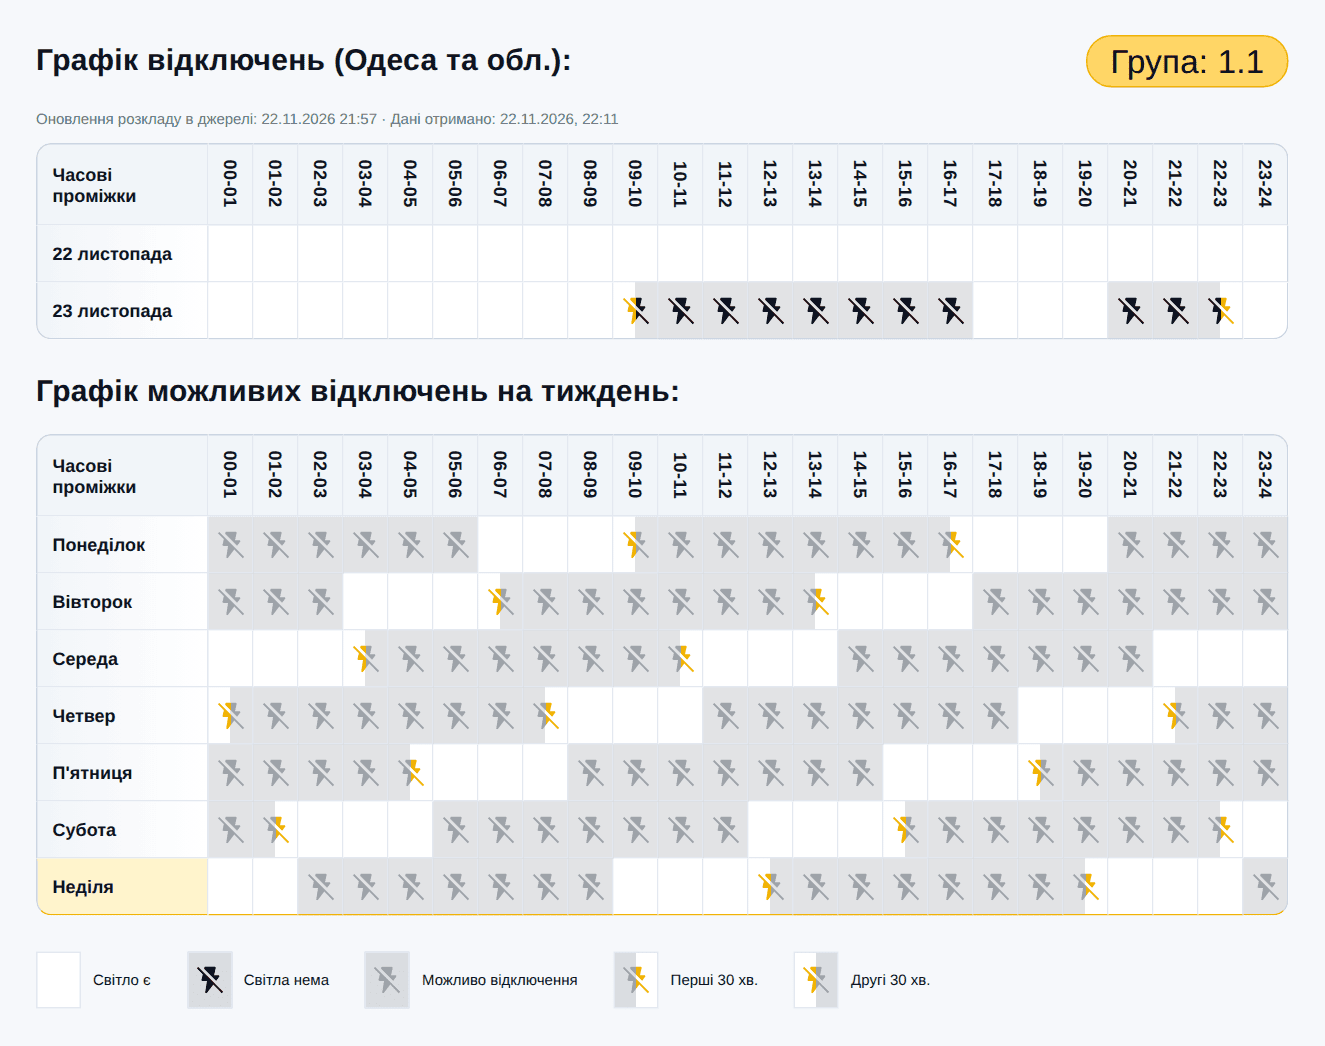 Графік відключень (Одеса та обл.):
Група: 1.1
Оновлення розкладу в джерелі: 22.11.2026 21:57 · Дані отримано: 22.11.2026, 22:11
Часові проміжки 00-01 01-02 02-03 03-04 04-05 05-06 06-07 07-08 08-09 09-10 10-11 11-12 12-13 13-14 14-15 15-16 16-17 17-18 18-19 19-20 20-21 21-22 22-23 23-24
22 листопада
23 листопада
Графік можливих відключень на тиждень:
Часові проміжки 00-01 01-02 02-03 03-04 04-05 05-06 06-07 07-08 08-09 09-10 10-11 11-12 12-13 13-14 14-15 15-16 16-17 17-18 18-19 19-20 20-21 21-22 22-23 23-24
Понеділок
Вівторок
Середа
Четвер
П'ятниця
Субота
Неділя
Світло є Світла нема Можливо відключення Перші 30 хв. Другі 30 хв.